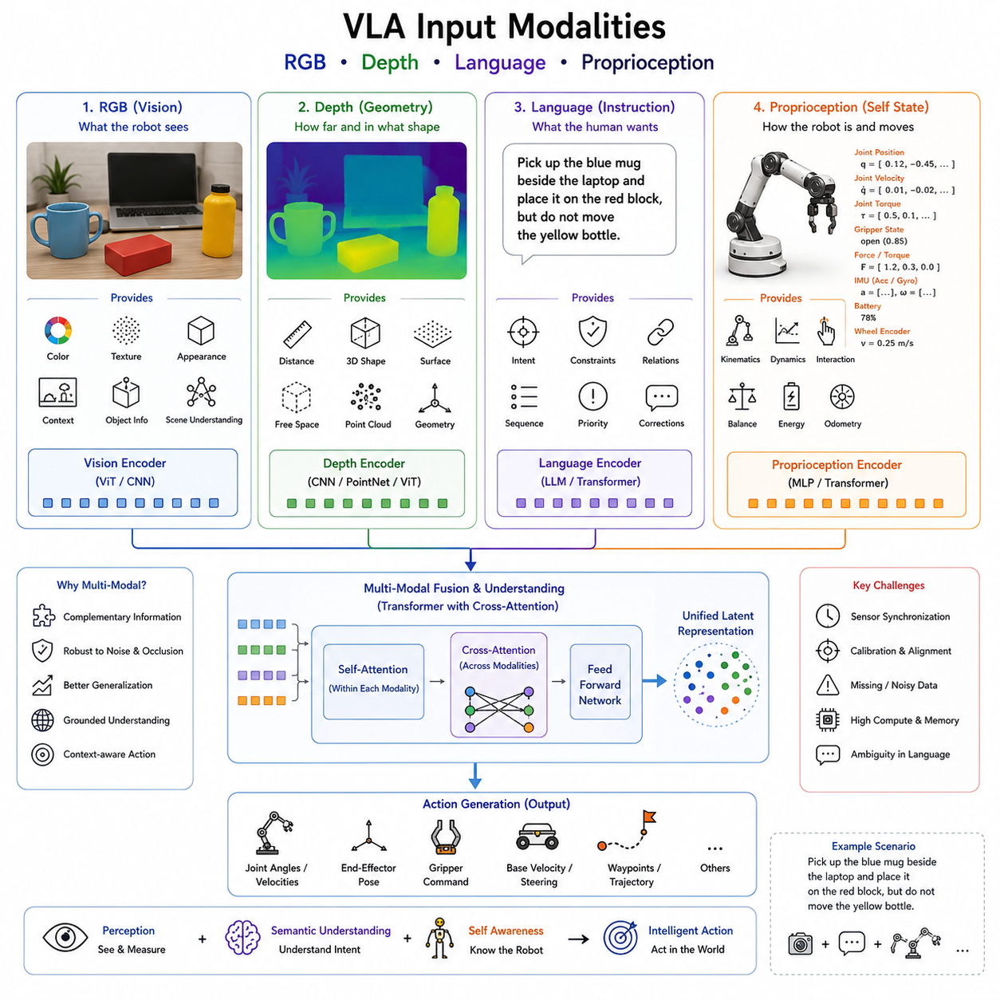 VLA Input Modalities
RGB • Depth • Language • Proprioception
1. RGB (Vision)
What the robot sees
Provides
Color
Texture
Appearance
Context
Object Info
Scene Understanding
Vision Encoder
(ViT / CNN)
2. Depth (Geometry)
How far and in what shape
Provides
Distance
3D Shape
Surface
Free Space
Point Cloud
Geometry
Depth Encoder
(CNN / PointNet / ViT)
3. Language (Instruction)
What the human wants
Pick up the blue mug
beside the laptop and
place it on the red block,
but do not move
the yellow bottle.
Provides
Intent
Constraints
Relations
Sequence
Priority
Corrections
Language Encoder
(LLM / Transformer)
4. Proprioception (Self State)
How the robot is and moves
Joint Position
q = [ 0.12, −0.45, ... ]
Joint Velocity
q̇ = [ 0.01, −0.02, ... ]
Joint Torque
τ = [ 0.5, 0.1, ... ]
Gripper State
open (0.85)
Force / Torque
F = [ 1.2, 0.3, 0.0 ]
IMU (Acc / Gyro)
a = [...], ω = [...]
Battery
78%
Wheel Encoder
v = 0.25 m/s
Provides
Kinematics
Dynamics
Interaction
Balance
Energy
Odometry
Proprioception Encoder
(MLP / Transformer)
Why Multi-Modal?
Complementary Information
Robust to Noise & Occlusion
Better Generalization
Grounded Understanding
Context-aware Action
Multi-Modal Fusion & Understanding
(Transformer with Cross-Attention)
Self-Attention
(Within Each Modality)
Cross-Attention
(Across Modalities)
Feed
Forward
Network
Unified Latent
Representation
Key Challenges
Sensor Synchronization
Calibration & Alignment
Missing / Noisy Data
High Compute & Memory
Ambiguity in Language
Action Generation (Output)
Joint Angles /
Velocities
End-Effector
Pose
Gripper
Command
Base Velocity /
Steering
Waypoints /
Trajectory
...
Others
Perception
See & Measure
+
Semantic Understanding
Understand Intent
+
Self Awareness
Know the Robot
Intelligent Action
Act in the World
Example Scenario
Pick up the blue mug beside
the laptop and place it
on the red block, but do not
move the yellow bottle.
+ + ...